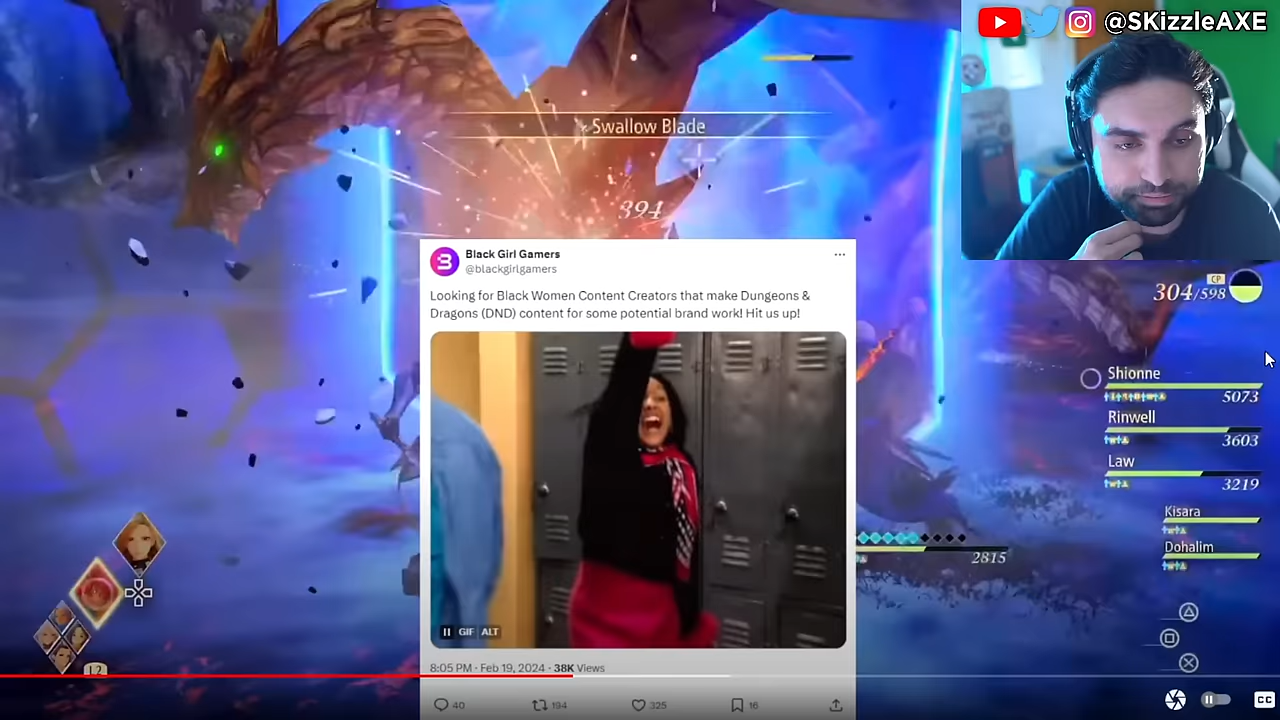 @SKizzleAXE
Swallow Blade
394
Black Girl Gamers
@blackgirlgamers
Looking for Black Women Content Creators that make Dungeons &
Dragons (DND) content for some potential brand work! Hit us up!
GIF ALT
8:05 PM · Feb 19, 2024 · 38K Views
40
194
325
16
CP
304/598
Shionne
5073
Rinwell
3603
Law
3219
Kisara
Dohalim
2815
L2
CC